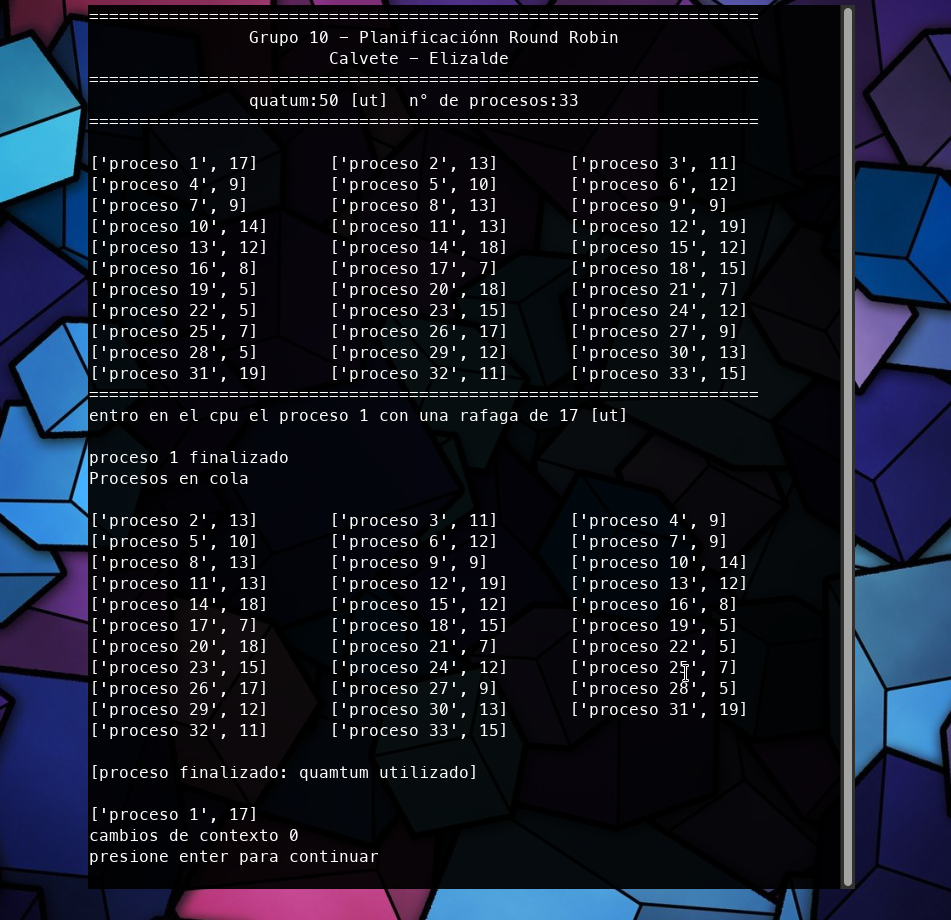 ===================================================================
Grupo 10 – Planificaciónn Round Robin
Calvete – Elizalde
===================================================================
quatum:50 [ut]  n° de procesos:33
===================================================================
['proceso 1', 17] ['proceso 2', 13] ['proceso 3', 11]
['proceso 4', 9] ['proceso 5', 10] ['proceso 6', 12]
['proceso 7', 9] ['proceso 8', 13] ['proceso 9', 9]
['proceso 10', 14] ['proceso 11', 13] ['proceso 12', 19]
['proceso 13', 12] ['proceso 14', 18] ['proceso 15', 12]
['proceso 16', 8] ['proceso 17', 7] ['proceso 18', 15]
['proceso 19', 5] ['proceso 20', 18] ['proceso 21', 7]
['proceso 22', 5] ['proceso 23', 15] ['proceso 24', 12]
['proceso 25', 7] ['proceso 26', 17] ['proceso 27', 9]
['proceso 28', 5] ['proceso 29', 12] ['proceso 30', 13]
['proceso 31', 19] ['proceso 32', 11] ['proceso 33', 15]
===================================================================
entro en el cpu el proceso 1 con una rafaga de 17 [ut]
proceso 1 finalizado
Procesos en cola
['proceso 2', 13] ['proceso 3', 11] ['proceso 4', 9]
['proceso 5', 10] ['proceso 6', 12] ['proceso 7', 9]
['proceso 8', 13] ['proceso 9', 9] ['proceso 10', 14]
['proceso 11', 13] ['proceso 12', 19] ['proceso 13', 12]
['proceso 14', 18] ['proceso 15', 12] ['proceso 16', 8]
['proceso 17', 7] ['proceso 18', 15] ['proceso 19', 5]
['proceso 20', 18] ['proceso 21', 7] ['proceso 22', 5]
['proceso 23', 15] ['proceso 24', 12] ['proceso 25', 7]
['proceso 26', 17] ['proceso 27', 9] ['proceso 28', 5]
['proceso 29', 12] ['proceso 30', 13] ['proceso 31', 19]
['proceso 32', 11] ['proceso 33', 15]
[proceso finalizado: quamtum utilizado]
['proceso 1', 17]
cambios de contexto 0
presione enter para continuar